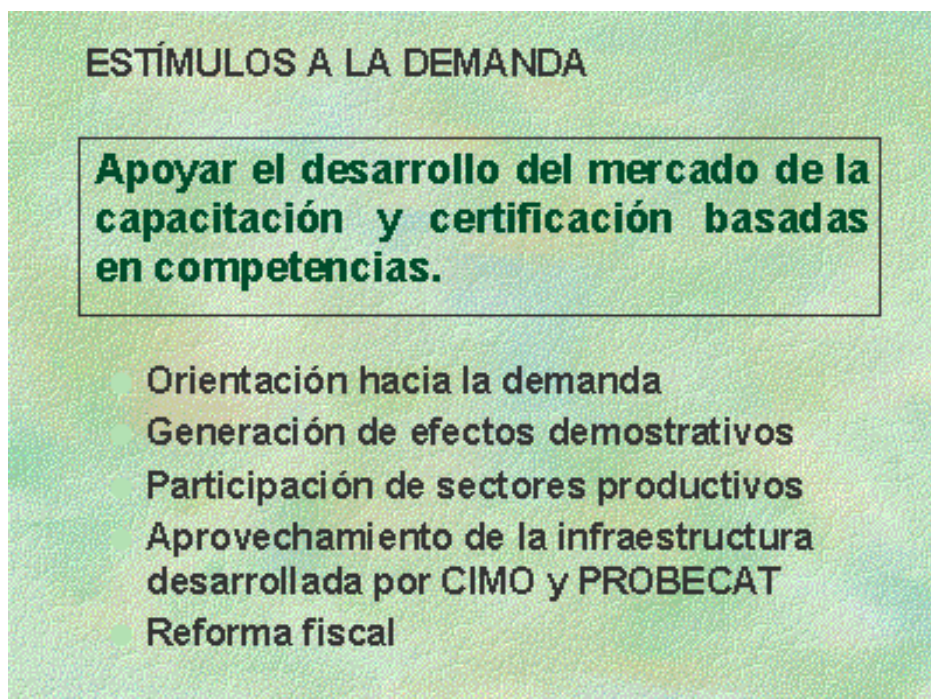 ESTÍMULOS A LA DEMANDA
Apoyar el desarrollo del mercado de la
capacitación y certificación basadas
en competencias.
Orientación hacia la demanda
Generación de efectos demostrativos
Participación de sectores productivos
Aprovechamiento de la infraestructura
desarrollada por CIMO y PROBECAT
Reforma fiscal